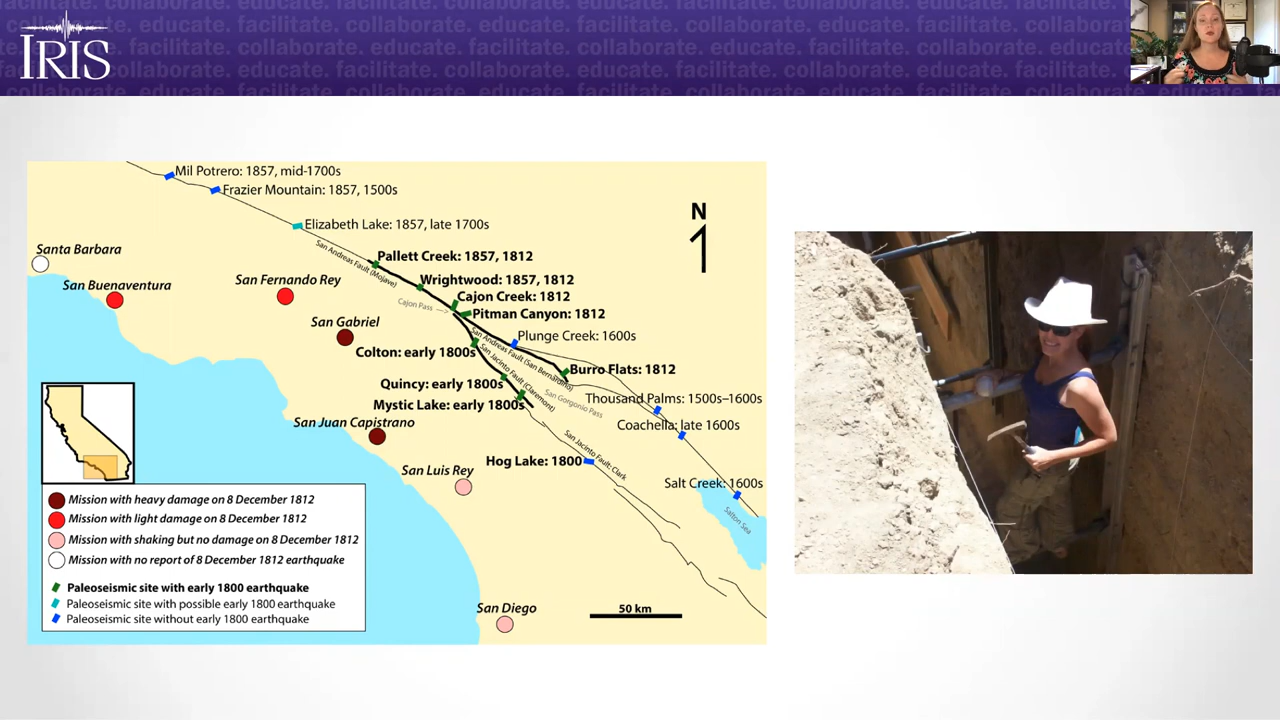 collaborate. educate. facilitate.
IRIS
Mil Potrero: 1857, mid-1700s
Frazier Mountain: 1857, 1500s
N
Elizabeth Lake: 1857, late 1700s
San Andreas Fault (Mojave)
Santa Barbara
Pallett Creek: 1857, 1812
San Buenaventura
San Fernando Rey
Wrightwood: 1857, 1812
Cajon Creek: 1812
Cajon Pass
Pitman Canyon: 1812
San Gabriel
Plunge Creek: 1600s
San Andreas Fault (San Bernardino)
Colton: early 1800s
San Jacinto Fault (Claremont)
Burro Flats: 1812
Quincy: early 1800s
San Gorgonio Pass
Thousand Palms: 1500s–1600s
Mystic Lake: early 1800s
San Juan Capistrano
Coachella: late 1600s
San Jacinto Fault Clark
San Luis Rey
Hog Lake: 1800
Salt Creek: 1600s
Salton Sea
Mission with heavy damage on 8 December 1812
Mission with light damage on 8 December 1812
Mission with shaking but no damage on 8 December 1812
Mission with no report of 8 December 1812 earthquake
Paleoseismic site with early 1800 earthquake
Paleoseismic site with possible early 1800 earthquake
Paleoseismic site without early 1800 earthquake
San Diego
50 km